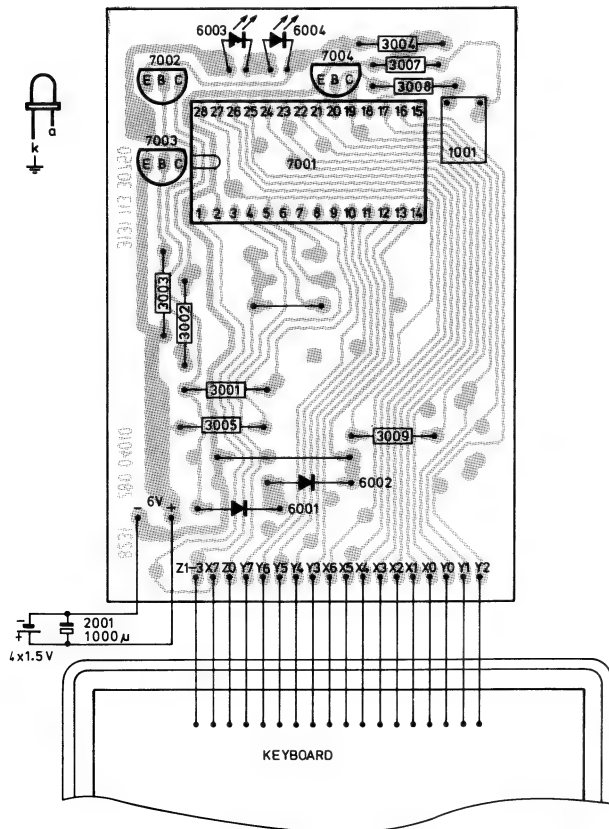 6003 6004
3004
7002 7004 3007
E B C E B C 3008
k a
28 27 26 25 24 23 22 21 20 19 18 17 16 15
7003 1001
E B C 7001
1 2 3 4 5 6 7 8 9 10 11 12 13 14
3003
3002
3001
3005 3009
6002
6V
- + 6001
Z1-3 X7 Z0 Y7 Y6 Y5 Y4 Y3 X6 X5 X4 X3 X2 X1 X0 Y0 Y1 Y2
- 2001
+ 1000µ
4x1.5V
KEYBOARD